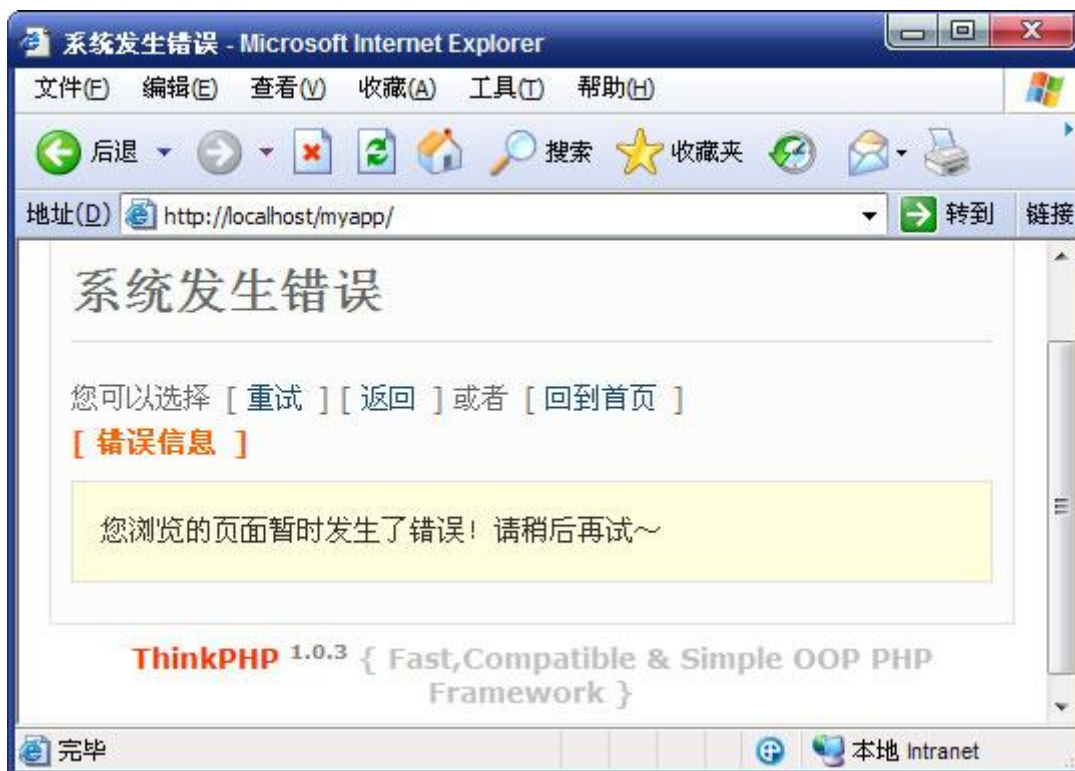 系统发生错误 - Microsoft Internet Explorer
文件(F) 编辑(E) 查看(V) 收藏(A) 工具(T) 帮助(H)
后退 搜索 收藏夹
地址(D) http://localhost/myapp/ 转到 链接
系统发生错误
您可以选择 [ 重试 ] [ 返回 ] 或者 [ 回到首页 ]
[ 错误信息 ]
您浏览的页面暂时发生了错误！请稍后再试～
ThinkPHP 1.0.3 { Fast,Compatible & Simple OOP PHP
Framework }
完毕 本地 Intranet